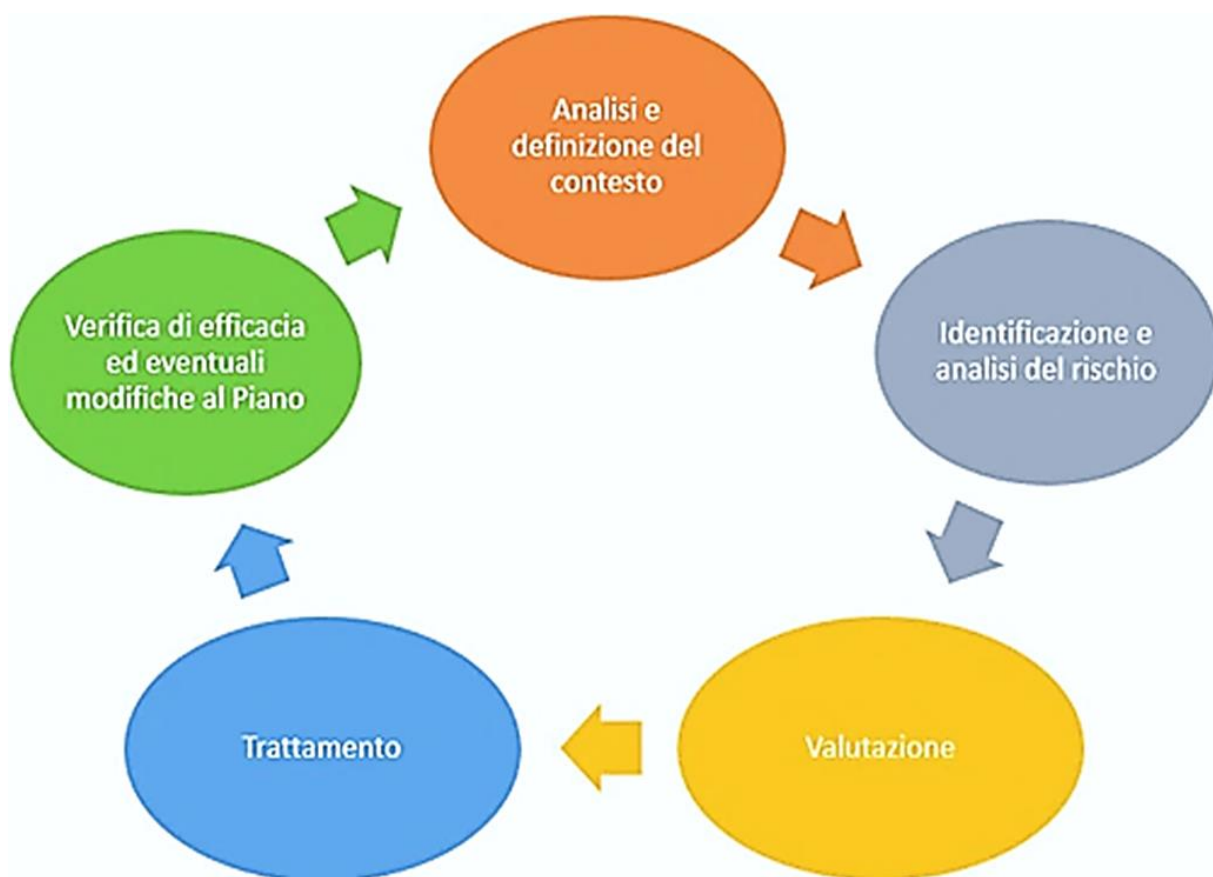 Analisi e
definizione del
contesto
Identificazione e
analisi del rischio
Valutazione
Trattamento
Verifica di efficacia
ed eventuali
modifiche al Piano